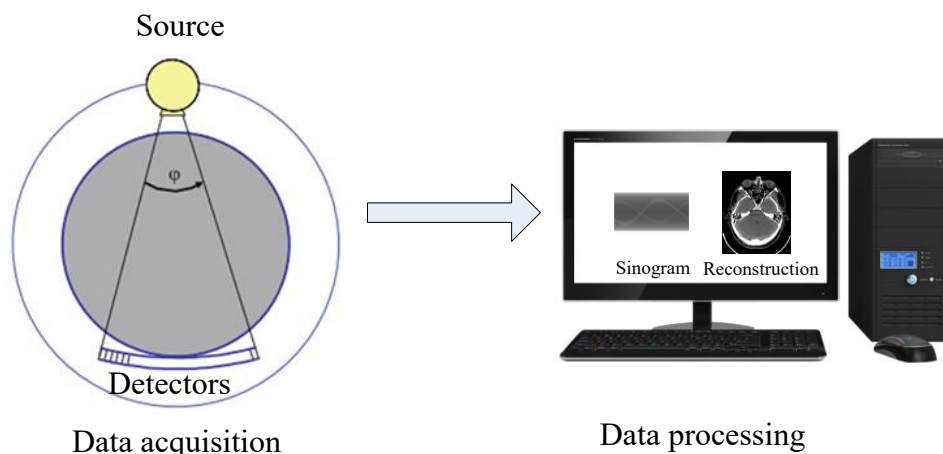 Source
φ
Detectors
Data acquisition
Sinogram
Reconstruction
Data processing